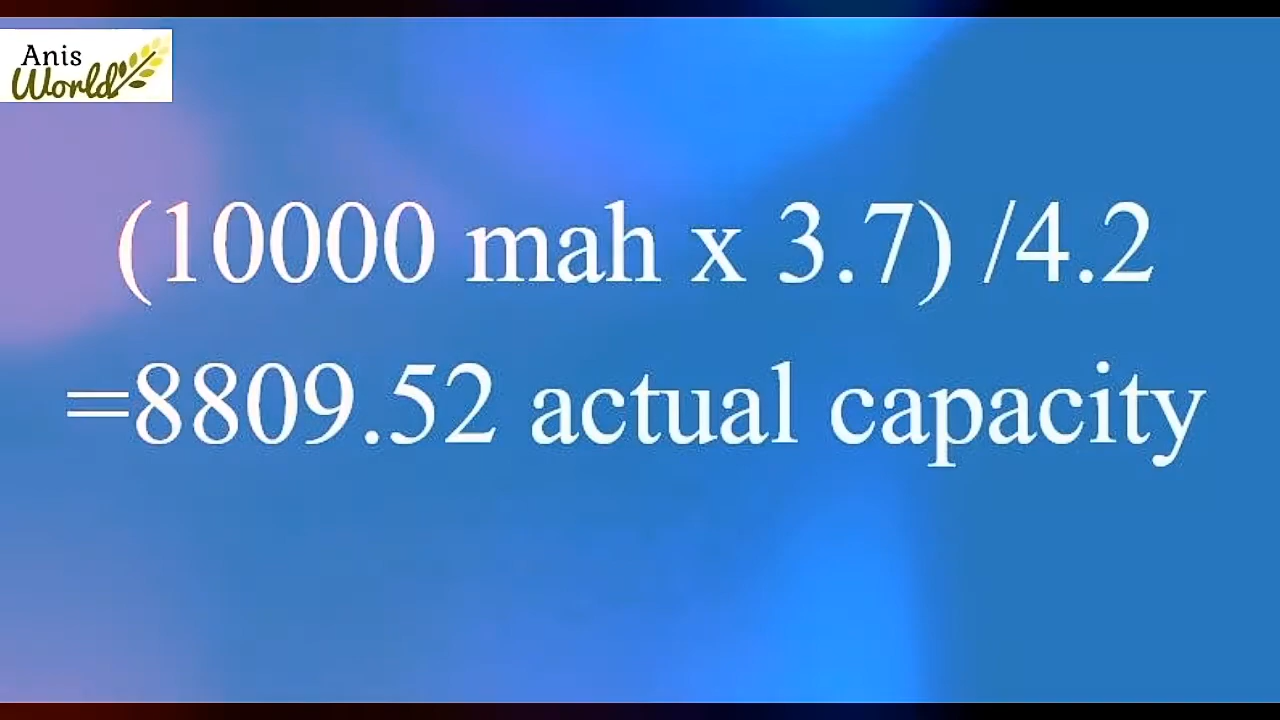 Anis
World
(10000 mah x 3.7) /4.2
=8809.52 actual capacity